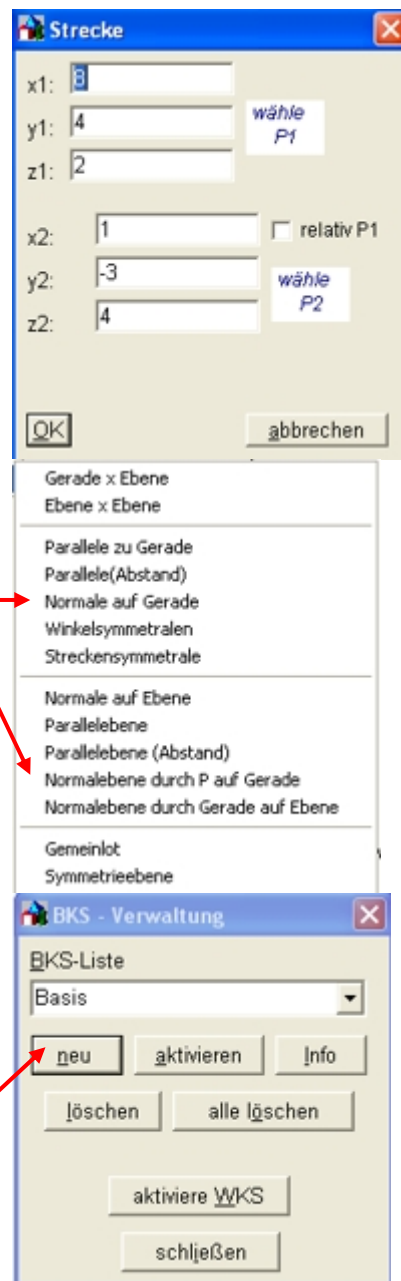 Strecke
x1: 8
y1: 4
wähle
P1
z1: 2
x2: 1
relativ P1
y2: -3
wähle
P2
z2: 4
OK
abbrechen
Gerade x Ebene
Ebene x Ebene
Parallele zu Gerade
Parallele(Abstand)
Normale auf Gerade
Winkelsymmetralen
Streckensymmetrale
Normale auf Ebene
Parallelebene
Parallelebene (Abstand)
Normalebene durch P auf Gerade
Normalebene durch Gerade auf Ebene
Gemeinlot
Symmetrieebene
BKS - Verwaltung
BKS-Liste
Basis
neu aktivieren Info
löschen alle löschen
aktiviere WKS
schließen